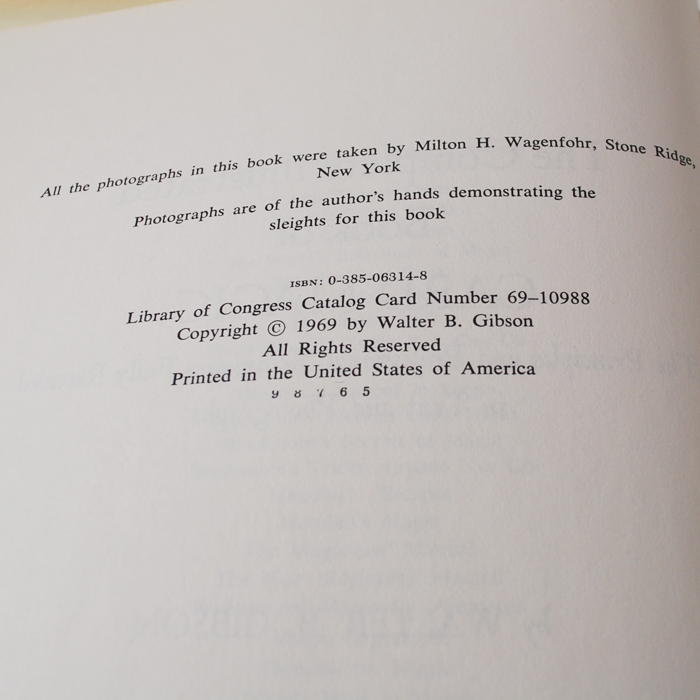 All the photographs in this book were taken by Milton H. Wagenfohr, Stone Ridge,
New York
Photographs are of the author's hands demonstrating the
sleights for this book
ISBN: 0-385-06314-8
Library of Congress Catalog Card Number 69–10988
Copyright © 1969 by Walter B. Gibson
All Rights Reserved
Printed in the United States of America
9 8 7 6 5